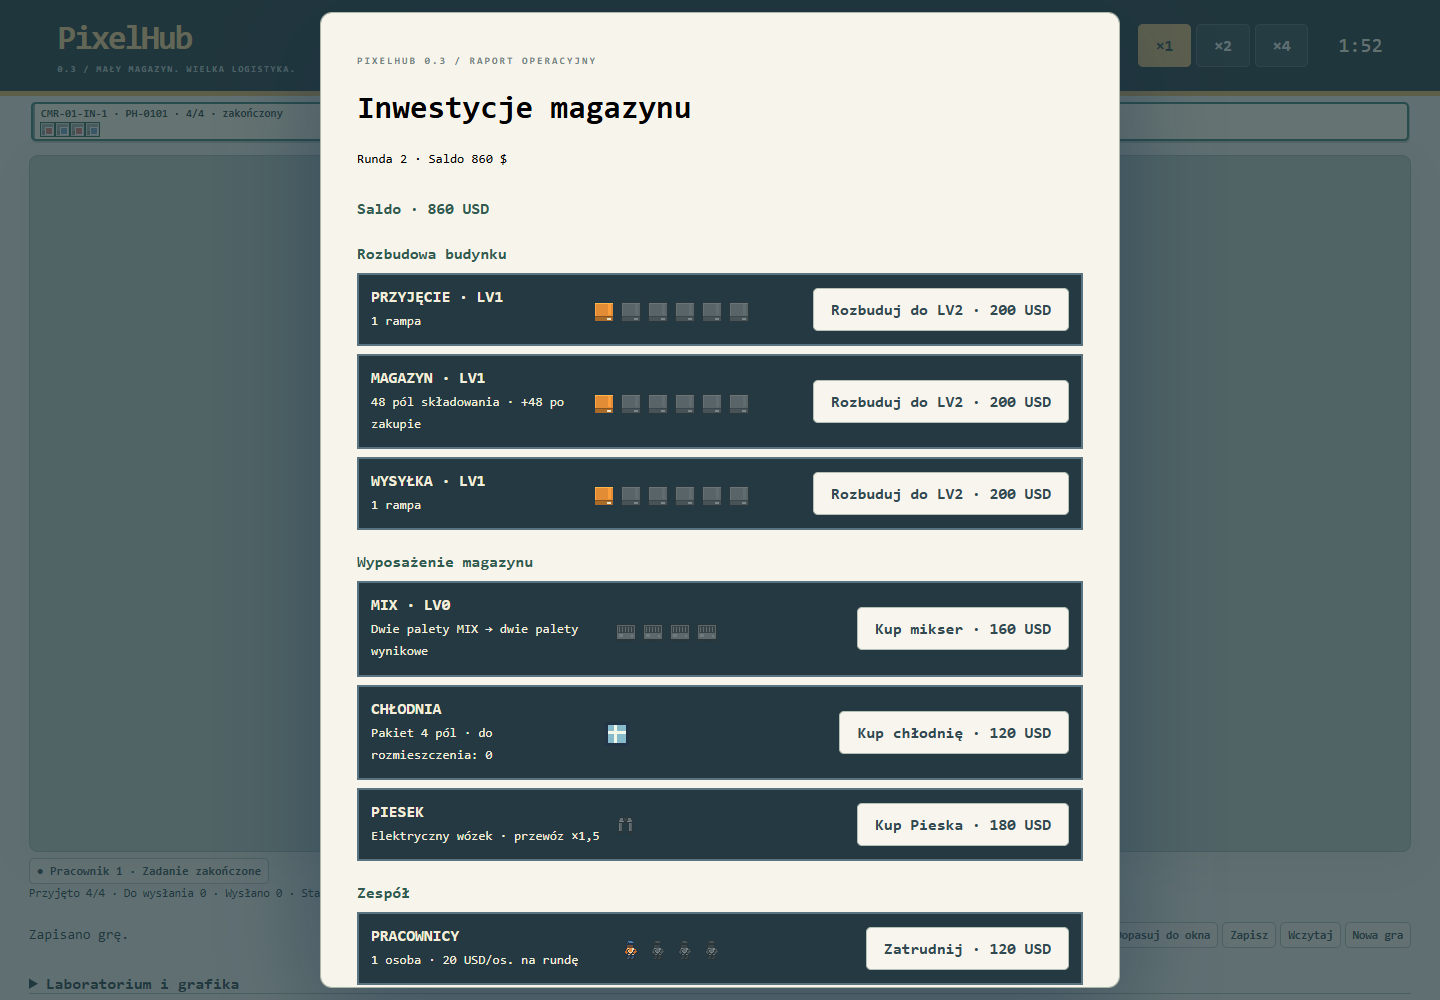 PixelHub
0.3 / MAŁY MAGAZYN. WIELKA LOGISTYKA.
×1
×2
×4
1:52
CMR-01-IN-1 · PH-0101 · 4/4 · zakończony
PIXELHUB 0.3 / RAPORT OPERACYJNY
Inwestycje magazynu
Runda 2 · Saldo 860 $
Saldo · 860 USD
Rozbudowa budynku
PRZYJĘCIE · LV1
1 rampa
Rozbuduj do LV2 · 200 USD
MAGAZYN · LV1
48 pól składowania · +48 po
zakupie
Rozbuduj do LV2 · 200 USD
WYSYŁKA · LV1
1 rampa
Rozbuduj do LV2 · 200 USD
Wyposażenie magazynu
MIX · LV0
Dwie palety MIX → dwie palety
wynikowe
Kup mikser · 160 USD
CHŁODNIA
Pakiet 4 pól · do
rozmieszczenia: 0
Kup chłodnię · 120 USD
PIESEK
Elektryczny wózek · przewóz ×1,5
Kup Pieska · 180 USD
Zespół
PRACOWNICY
1 osoba · 20 USD/os. na rundę
Zatrudnij · 120 USD
● Pracownik 1 · Zadanie zakończone
Przyjęto 4/4 · Do wysłania 0 · Wysłano 0 ·
Zapisano grę.
do okna
Zapisz
Wczytaj
Nowa gra
▶ Laboratorium i grafika